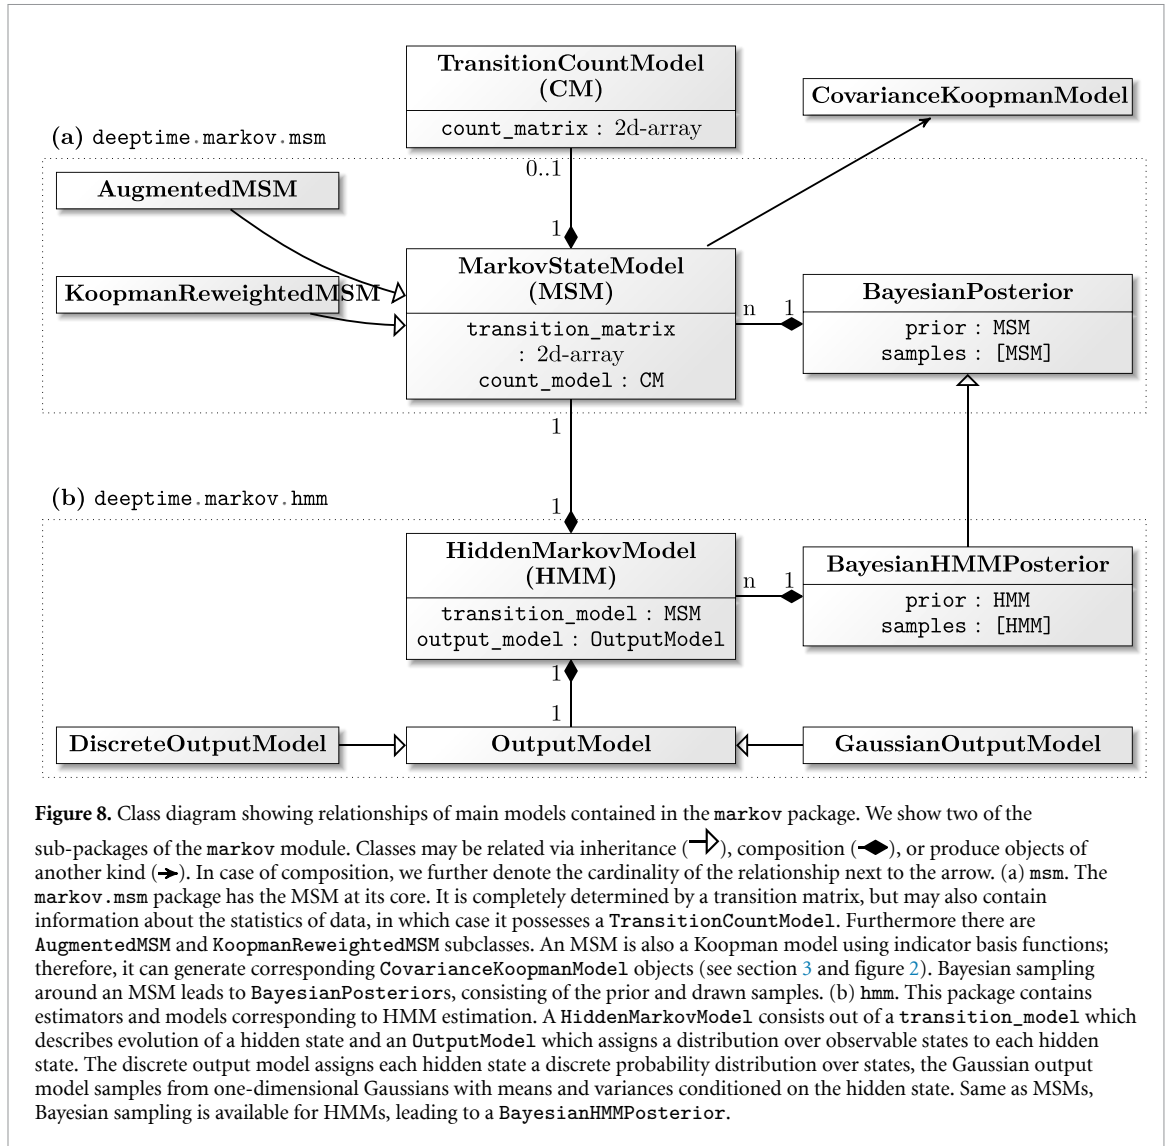 TransitionCountModel
(CM)
count_matrix : 2d-array
CovarianceKoopmanModel
(a) deeptime.markov.msm
0..1
AugmentedMSM
1
MarkovStateModel
(MSM)
transition_matrix
: 2d-array
count_model : CM
KoopmanReweightedMSM
n 1
BayesianPosterior
prior : MSM
samples : [MSM]
1
(b) deeptime.markov.hmm
1
HiddenMarkovModel
(HMM)
transition_model : MSM
output_model : OutputModel
n 1
BayesianHMMPosterior
prior : HMM
samples : [HMM]
1
1
DiscreteOutputModel
OutputModel
GaussianOutputModel
Figure 8. Class diagram showing relationships of main models contained in the markov package. We show two of the
sub-packages of the markov module. Classes may be related via inheritance (), composition (), or produce objects of
another kind (). In case of composition, we further denote the cardinality of the relationship next to the arrow. (a) msm. The
markov.msm package has the MSM at its core. It is completely determined by a transition matrix, but may also contain
information about the statistics of data, in which case it possesses a TransitionCountModel. Furthermore there are
AugmentedMSM and KoopmanReweightedMSM subclasses. An MSM is also a Koopman model using indicator basis functions;
therefore, it can generate corresponding CovarianceKoopmanModel objects (see section 3 and figure 2). Bayesian sampling
around an MSM leads to BayesianPosteriors, consisting of the prior and drawn samples. (b) hmm. This package contains
estimators and models corresponding to HMM estimation. A HiddenMarkovModel consists out of a transition_model which
describes evolution of a hidden state and an OutputModel which assigns a distribution over observable states to each hidden
state. The discrete output model assigns each hidden state a discrete probability distribution over states, the Gaussian output
model samples from one-dimensional Gaussians with means and variances conditioned on the hidden state. Same as MSMs,
Bayesian sampling is available for HMMs, leading to a BayesianHMMPosterior.